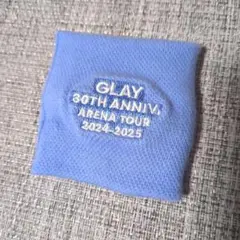 GLAY
30TH ANNIV.
ARENA TOUR
2024-2025